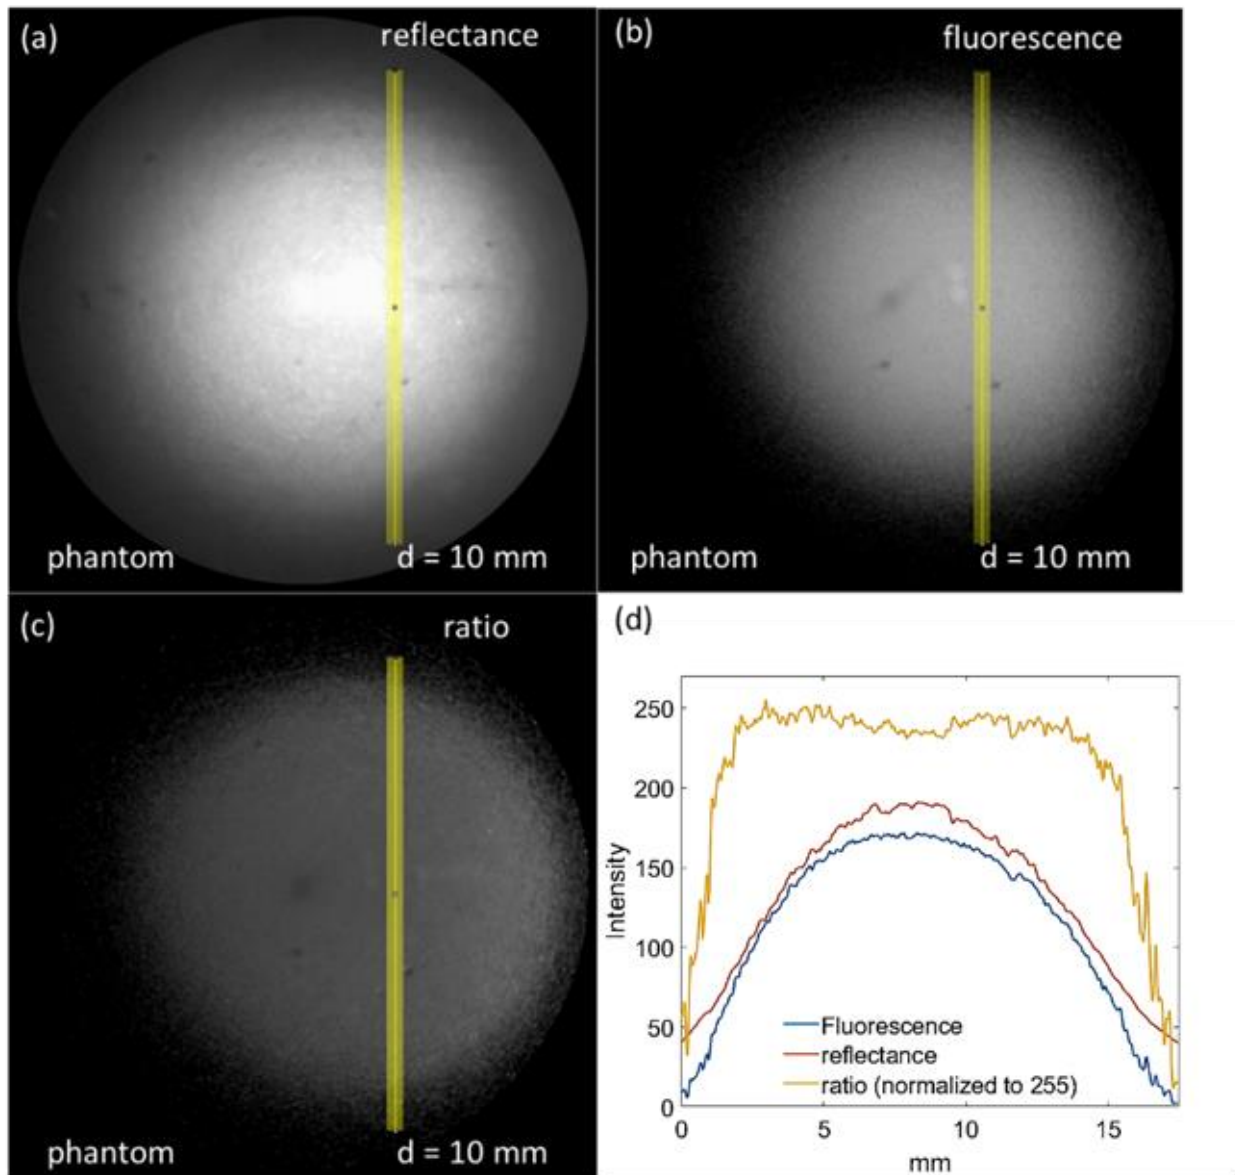 (a)
reflectance
phantom
d = 10 mm
(b)
fluorescence
phantom
d = 10 mm
(c)
ratio
phantom
d = 10 mm
(d)
Intensity
250
200
150
100
50
0
Fluorescence
reflectance
ratio (normalized to 255)
0 5 10 15
mm